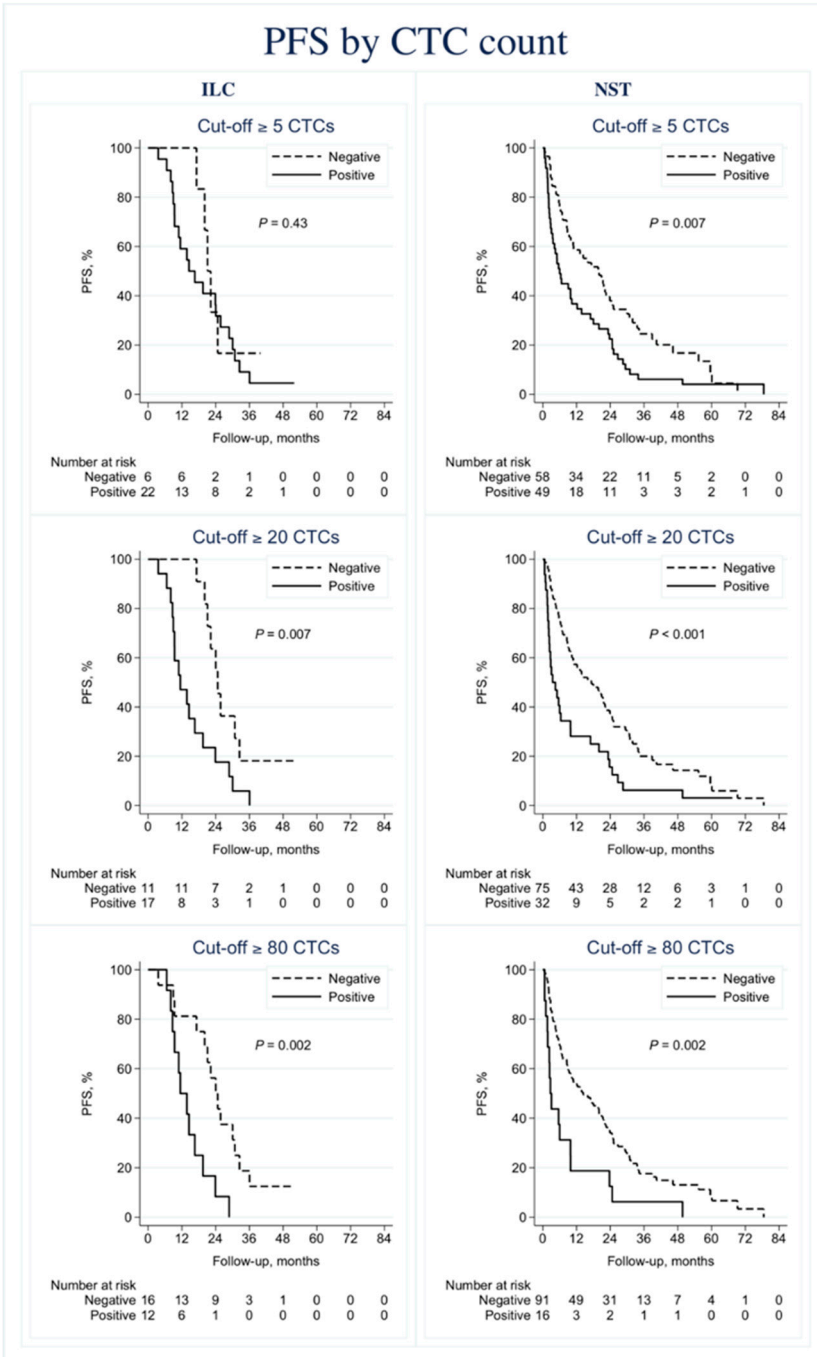 PFS by CTC count
ILC
Cut-off ≥ 5 CTCs
100
80
60
40
20
0
PFS, %
Negative
Positive
P = 0.43
0 12 24 36 48 60 72 84
Follow-up, months
Number at risk
Negative 6 6 2 1 0 0 0 0
Positive 22 13 8 2 1 0 0 0
Cut-off ≥ 20 CTCs
100
80
60
40
20
0
PFS, %
Negative
Positive
P = 0.007
0 12 24 36 48 60 72 84
Follow-up, months
Number at risk
Negative 11 11 7 2 1 0 0 0
Positive 17 8 3 1 0 0 0 0
Cut-off ≥ 80 CTCs
100
80
60
40
20
0
PFS, %
Negative
Positive
P = 0.002
0 12 24 36 48 60 72 84
Follow-up, months
Number at risk
Negative 16 13 9 3 1 0 0 0
Positive 12 6 1 0 0 0 0 0
NST
Cut-off ≥ 5 CTCs
100
80
60
40
20
0
PFS, %
Negative
Positive
P = 0.007
0 12 24 36 48 60 72 84
Follow-up, months
Number at risk
Negative 58 34 22 11 5 2 0 0
Positive 49 18 11 3 3 2 1 0
Cut-off ≥ 20 CTCs
100
80
60
40
20
0
PFS, %
Negative
Positive
P < 0.001
0 12 24 36 48 60 72 84
Follow-up, months
Number at risk
Negative 75 43 28 12 6 3 1 0
Positive 32 9 5 2 2 1 0 0
Cut-off ≥ 80 CTCs
100
80
60
40
20
0
PFS, %
Negative
Positive
P = 0.002
0 12 24 36 48 60 72 84
Follow-up, months
Number at risk
Negative 91 49 31 13 7 4 1 0
Positive 16 3 2 1 1 0 0 0